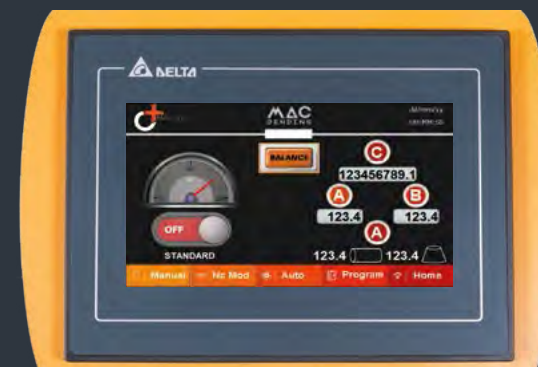 DELTA
MAC
BENDING
BALANCE
C
123456789.1
A
B
123.4
123.4
OFF
A
STANDARD
123.4
123.4
Manual
Nc Mod
Auto
Program
Home